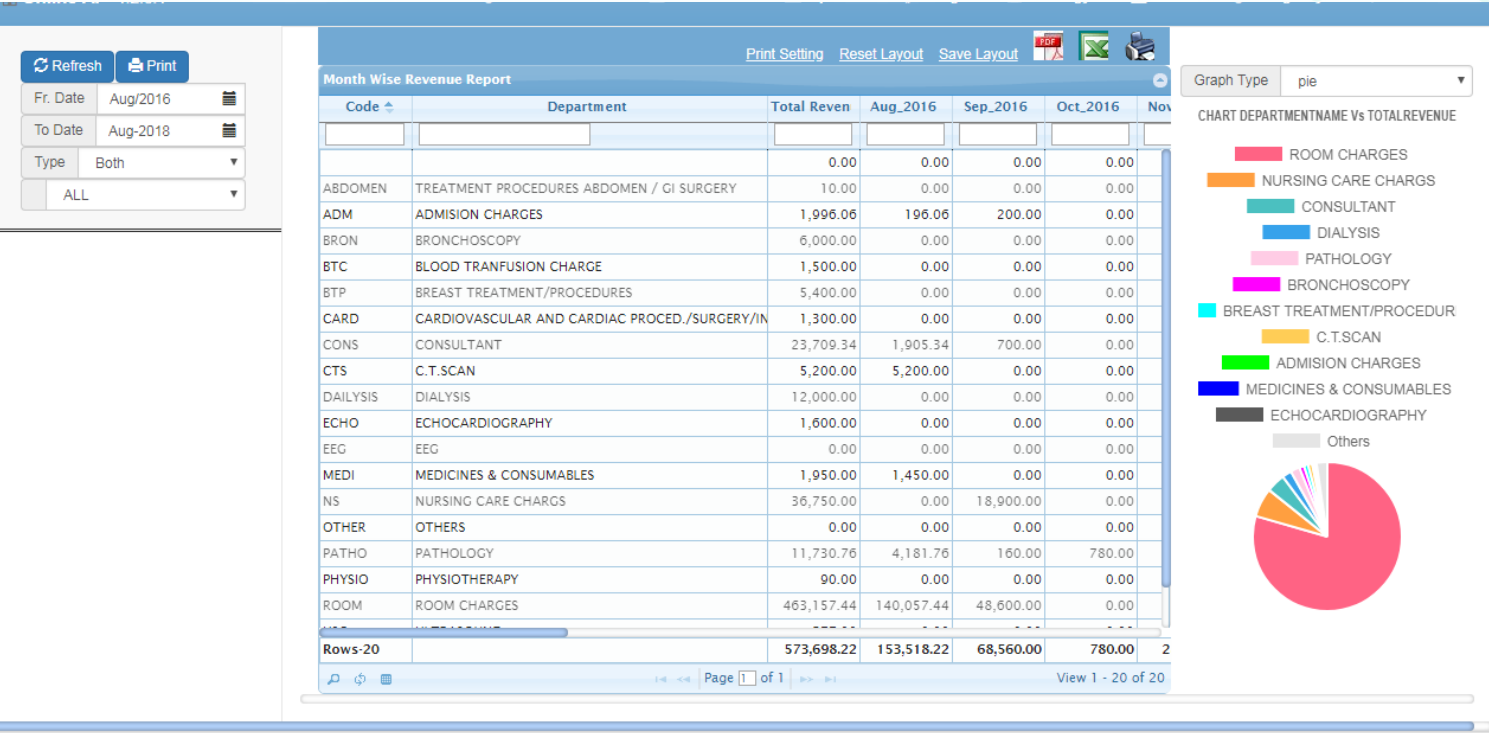 Refresh Print
Fr. Date Aug/2016
To Date Aug-2018
Type Both
ALL
Print Setting Reset Layout Save Layout PDF
Month Wise Revenue Report
Code Department Total Reven Aug_2016 Sep_2016 Oct_2016 Nov
0.00 0.00 0.00 0.00
ABDOMEN TREATMENT PROCEDURES ABDOMEN / GI SURGERY 10.00 0.00 0.00 0.00
ADM ADMISION CHARGES 1,996.06 196.06 200.00 0.00
BRON BRONCHOSCOPY 6,000.00 0.00 0.00 0.00
BTC BLOOD TRANFUSION CHARGE 1,500.00 0.00 0.00 0.00
BTP BREAST TREATMENT/PROCEDURES 5,400.00 0.00 0.00 0.00
CARD CARDIOVASCULAR AND CARDIAC PROCED./SURGERY/IN 1,300.00 0.00 0.00 0.00
CONS CONSULTANT 23,709.34 1,905.34 700.00 0.00
CTS C.T.SCAN 5,200.00 5,200.00 0.00 0.00
DAILYSIS DIALYSIS 12,000.00 0.00 0.00 0.00
ECHO ECHOCARDIOGRAPHY 1,600.00 0.00 0.00 0.00
EEG EEG 0.00 0.00 0.00 0.00
MEDI MEDICINES & CONSUMABLES 1,950.00 1,450.00 0.00 0.00
NS NURSING CARE CHARGS 36,750.00 0.00 18,900.00 0.00
OTHER OTHERS 0.00 0.00 0.00 0.00
PATHO PATHOLOGY 11,730.76 4,181.76 160.00 780.00
PHYSIO PHYSIOTHERAPY 90.00 0.00 0.00 0.00
ROOM ROOM CHARGES 463,157.44 140,057.44 48,600.00 0.00
Rows-20 573,698.22 153,518.22 68,560.00 780.00 2
Page 1 of 1 View 1 - 20 of 20
Graph Type pie
CHART DEPARTMENTNAME Vs TOTALREVENUE
ROOM CHARGES
NURSING CARE CHARGS
CONSULTANT
DIALYSIS
PATHOLOGY
BRONCHOSCOPY
BREAST TREATMENT/PROCEDUR
C.T.SCAN
ADMISION CHARGES
MEDICINES & CONSUMABLES
ECHOCARDIOGRAPHY
Others